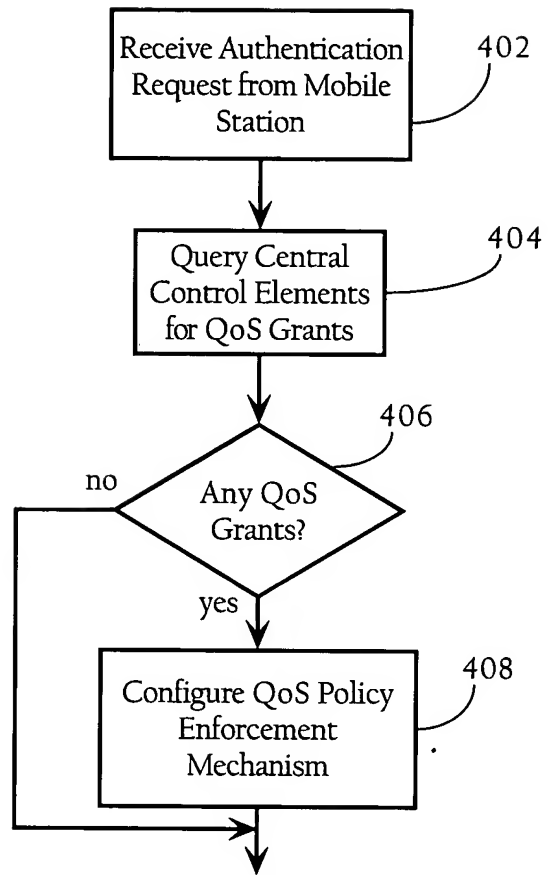 Receive Authentication
Request from Mobile
Station
402
Query Central
Control Elements
for QoS Grants
404
406
no
Any QoS
Grants?
yes
Configure QoS Policy
Enforcement
Mechanism
408